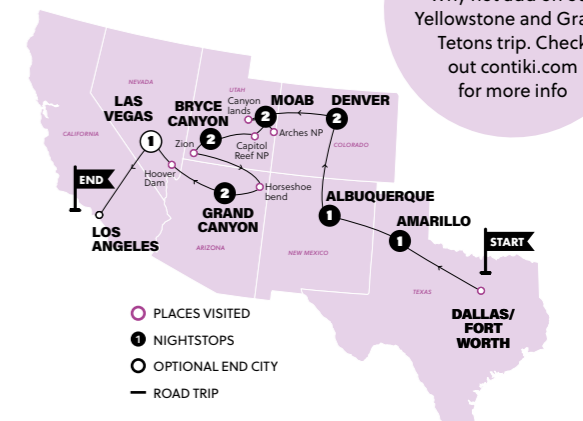 Yellowstone and
Tetons trip. Check
out contiki.com
for more info
NEVADA
UTAH
CALIFORNIA
COLORADO
ARIZONA
NEW MEXICO
TEXAS
LAS
VEGAS
1
BRYCE
CANYON
2
Canyon
lands
MOAB
2
DENVER
2
Arches NP
Capitol
Reef NP
Zion
Hoover
Dam
Horseshoe
bend
2
GRAND
CANYON
END
LOS
ANGELES
ALBUQUERQUE
1
AMARILLO
1
START
DALLAS/
FORT
WORTH
PLACES VISITED
1 NIGHTSTOPS
OPTIONAL END CITY
ROAD TRIP